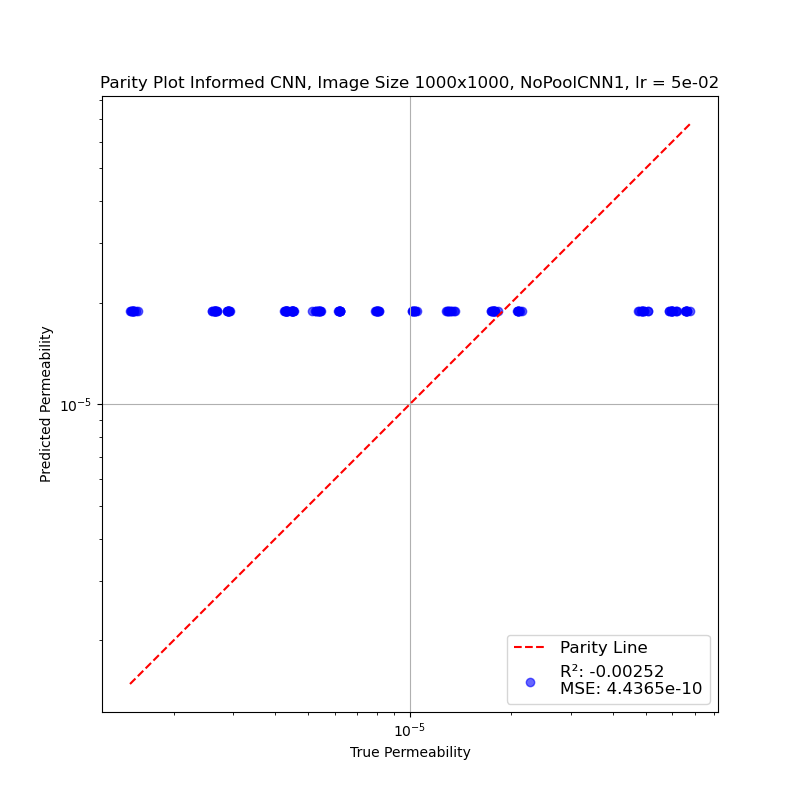 Parity Plot Informed CNN, Image Size 1000x1000, NoPoolCNN1, lr = 5e-02
Predicted Permeability
10⁻⁵
Parity Line
R²: -0.00252
MSE: 4.4365e-10
10⁻⁵
True Permeability